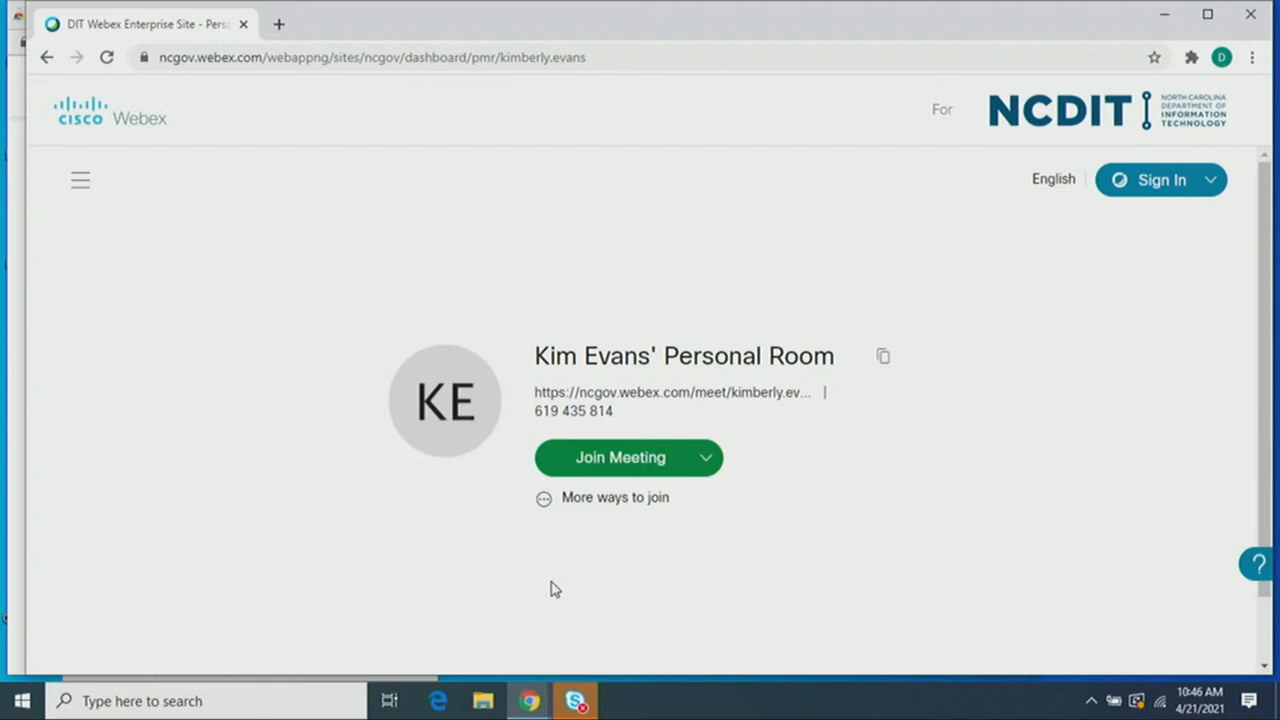 DIT Webex Enterprise Site - Pers
ncgov.webex.com/webappng/sites/ncgov/dashboard/pmr/kimberly.evans
D
CISCO Webex
For
NCDIT
NORTH CAROLINA
DEPARTMENT OF
INFORMATION
TECHNOLOGY
English
Sign In
KE
Kim Evans' Personal Room
https://ncgov.webex.com/meet/kimberly.ev... |
619 435 814
Join Meeting
More ways to join
?
Type here to search
10:46 AM
4/21/2021